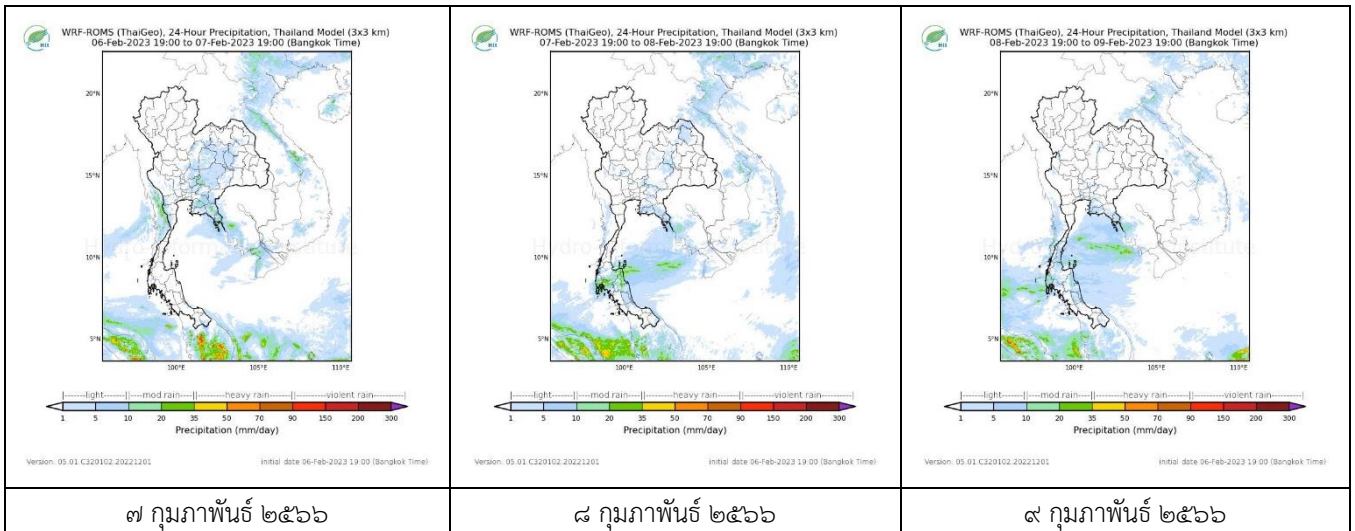 WRF-ROMS (ThaiGeo), 24-Hour Precipitation, Thailand Model (3x3 km)
06-Feb-2023 19:00 to 07-Feb-2023 19:00 (Bangkok Time)
20°N
15°N
10°N
5°N
100°E 105°E 110°E
|-------light------||---mod.rain---||------heavy rain------||------violent rain------|
1 5 10 20 35 50 70 90 150 200 300
Precipitation (mm/day)
Version: 05.01.C320102.20221201 initial date 06-Feb-2023 19:00 (Bangkok Time)
๗ กุมภาพันธ์ ๒๕๖๖
WRF-ROMS (ThaiGeo), 24-Hour Precipitation, Thailand Model (3x3 km)
07-Feb-2023 19:00 to 08-Feb-2023 19:00 (Bangkok Time)
20°N
15°N
10°N
5°N
100°E 105°E 110°E
|-------light------||---mod.rain---||------heavy rain------||------violent rain------|
1 5 10 20 35 50 70 90 150 200 300
Precipitation (mm/day)
Version: 05.01.C320102.20221201 initial date 06-Feb-2023 19:00 (Bangkok Time)
๘ กุมภาพันธ์ ๒๕๖๖
WRF-ROMS (ThaiGeo), 24-Hour Precipitation, Thailand Model (3x3 km)
08-Feb-2023 19:00 to 09-Feb-2023 19:00 (Bangkok Time)
20°N
15°N
10°N
5°N
100°E 105°E 110°E
|-------light------||---mod.rain---||------heavy rain------||------violent rain------|
1 5 10 20 35 50 70 90 150 200 300
Precipitation (mm/day)
Version: 05.01.C320102.20221201 initial date 06-Feb-2023 19:00 (Bangkok Time)
๙ กุมภาพันธ์ ๒๕๖๖